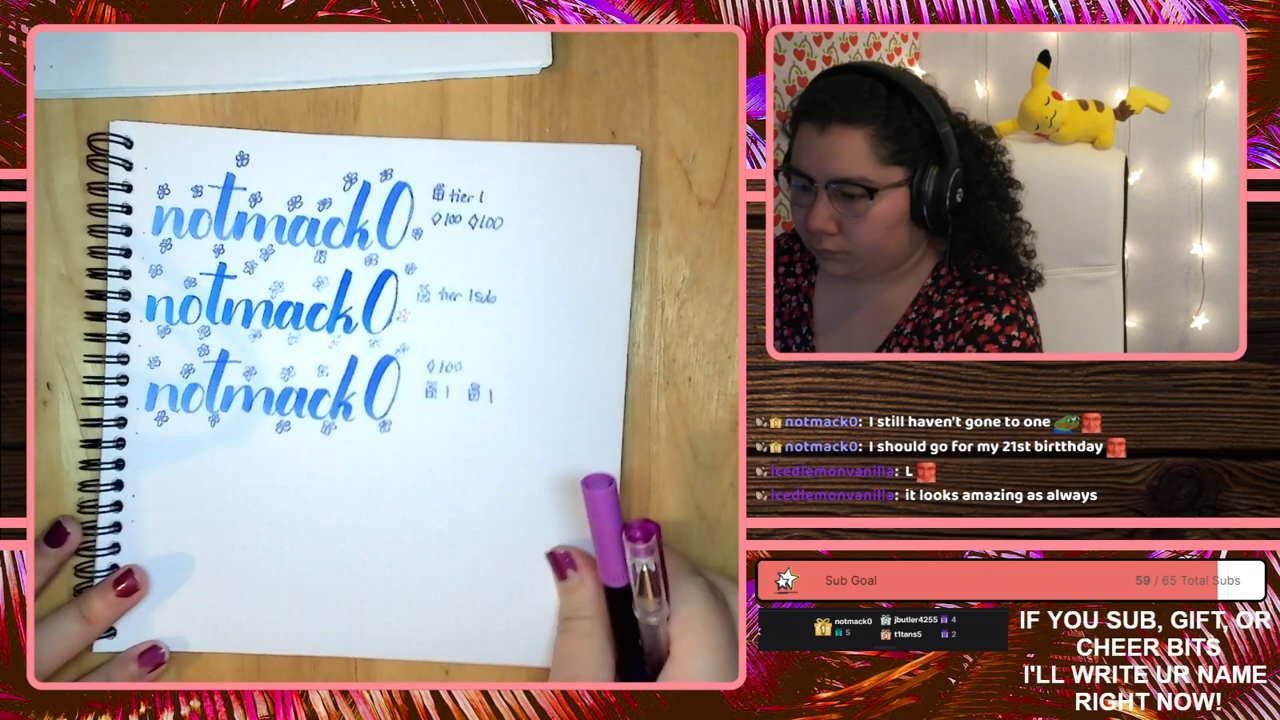 notmack0 tier 1
100 100
notmack0 tier 1 sub
notmack0 100
1 1
notmack0: I still haven't gone to one
notmack0: I should go for my 21st birtthday
icedlemonvanilla: L
icedlemonvanilla: it looks amazing as always
Sub Goal 59 / 65 Total Subs
1 notmack0 5 jbutler4255 4
t1tans5 2
IF YOU SUB, GIFT, OR
CHEER BITS
I'LL WRITE UR NAME
RIGHT NOW!